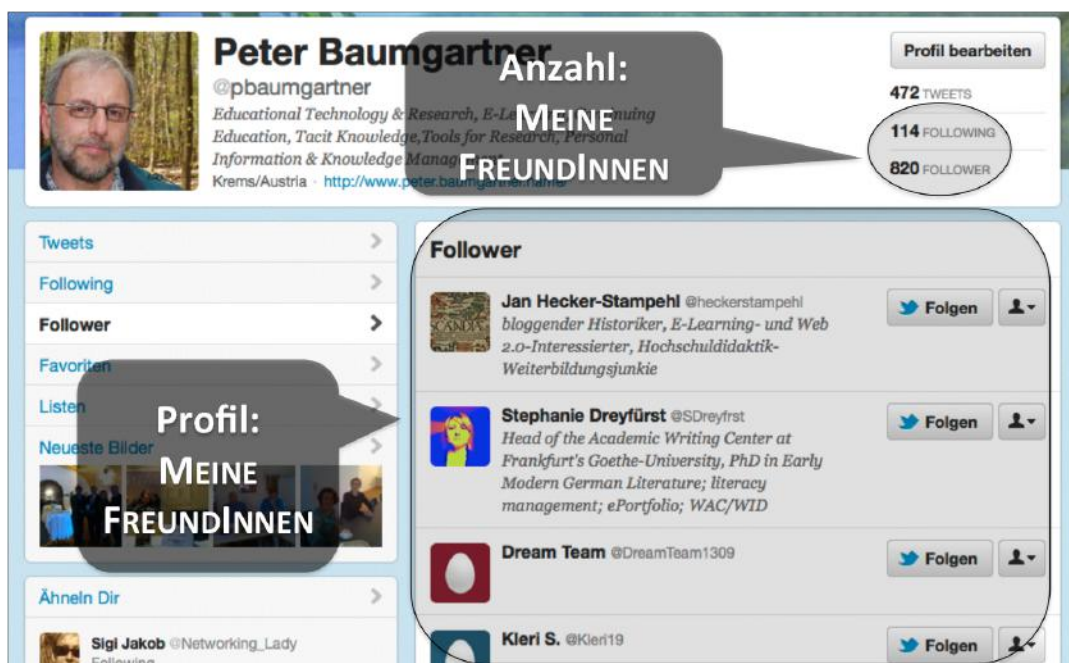 Peter Baumgartner
@pbaumgartner
Educational Technology & Research, E-Learning, Continuing
Education, Tacit Knowledge,Tools for Research, Personal
Information & Knowledge Management
Krems/Austria · http://www.peter.baumgartner.name/
Profil bearbeiten
472 TWEETS
114 FOLLOWING
820 FOLLOWER
Anzahl:
MEINE
FREUNDINNEN
Tweets
Following
Follower
Favoriten
Listen
Neueste Bilder
Profil:
MEINE
FREUNDINNEN
Ähneln Dir
Sigi Jakob @Networking_Lady
Following
Follower
Jan Hecker-Stampehl @heckerstampehl
bloggender Historiker, E-Learning- und Web
2.0-Interessierter, Hochschuldidaktik-
Weiterbildungsjunkie
Folgen
Stephanie Dreyfürst @SDreyfrst
Head of the Academic Writing Center at
Frankfurt's Goethe-University, PhD in Early
Modern German Literature; literacy
management; ePortfolio; WAC/WID
Folgen
Dream Team @DreamTeam1309
Folgen
Kleri S. @Kleri19
Folgen